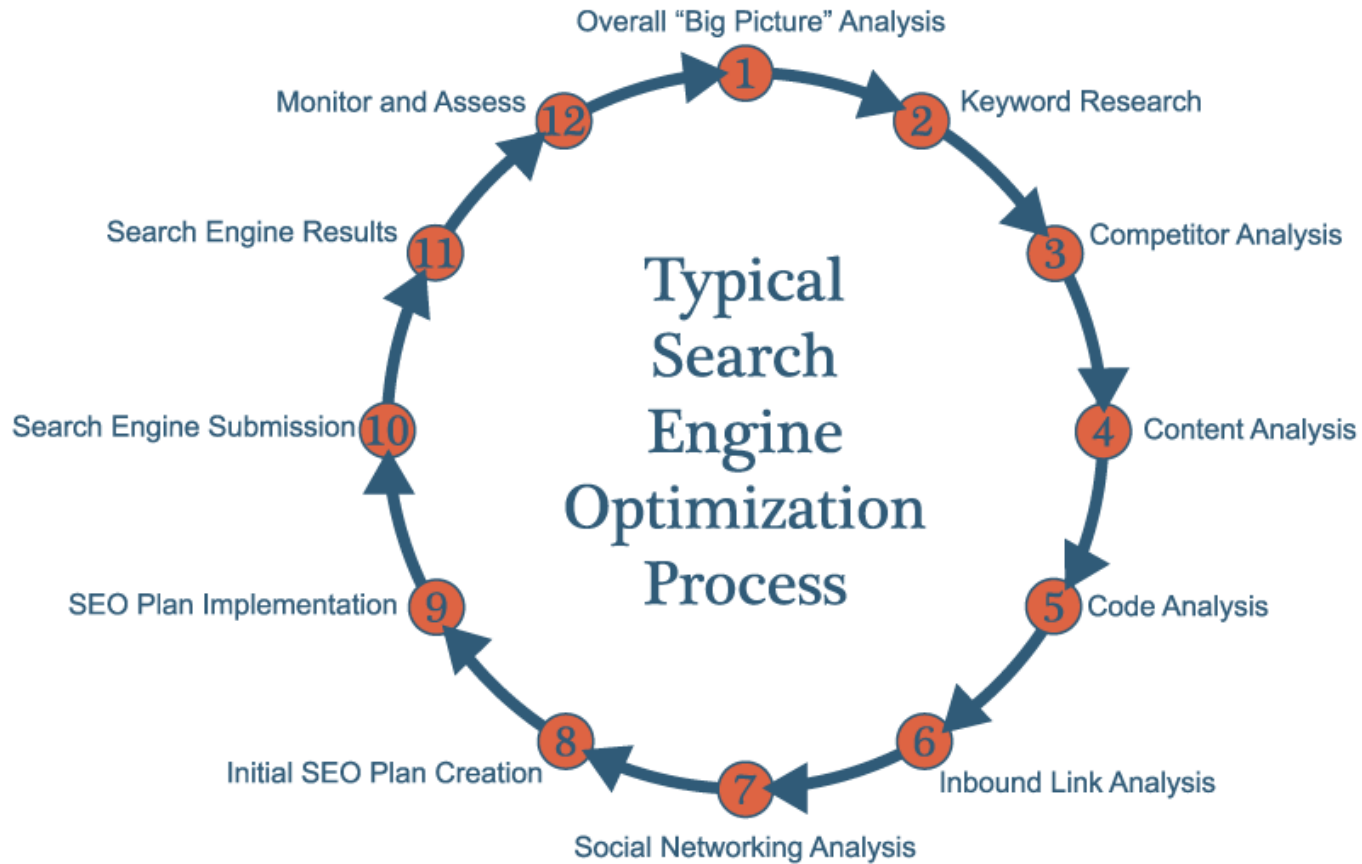 Overall “Big Picture” Analysis
1
2
Keyword Research
3
Competitor Analysis
4
Content Analysis
5
Code Analysis
6
Inbound Link Analysis
7
Social Networking Analysis
8
Initial SEO Plan Creation
9
SEO Plan Implementation
10
Search Engine Submission
11
Search Engine Results
12
Monitor and Assess
Typical
Search
Engine
Optimization
Process